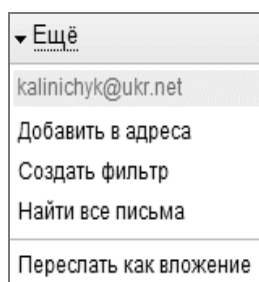 Ещё
kalinichyk@ukr.net
Добавить в адреса
Создать фильтр
Найти все письма
Переслать как вложение